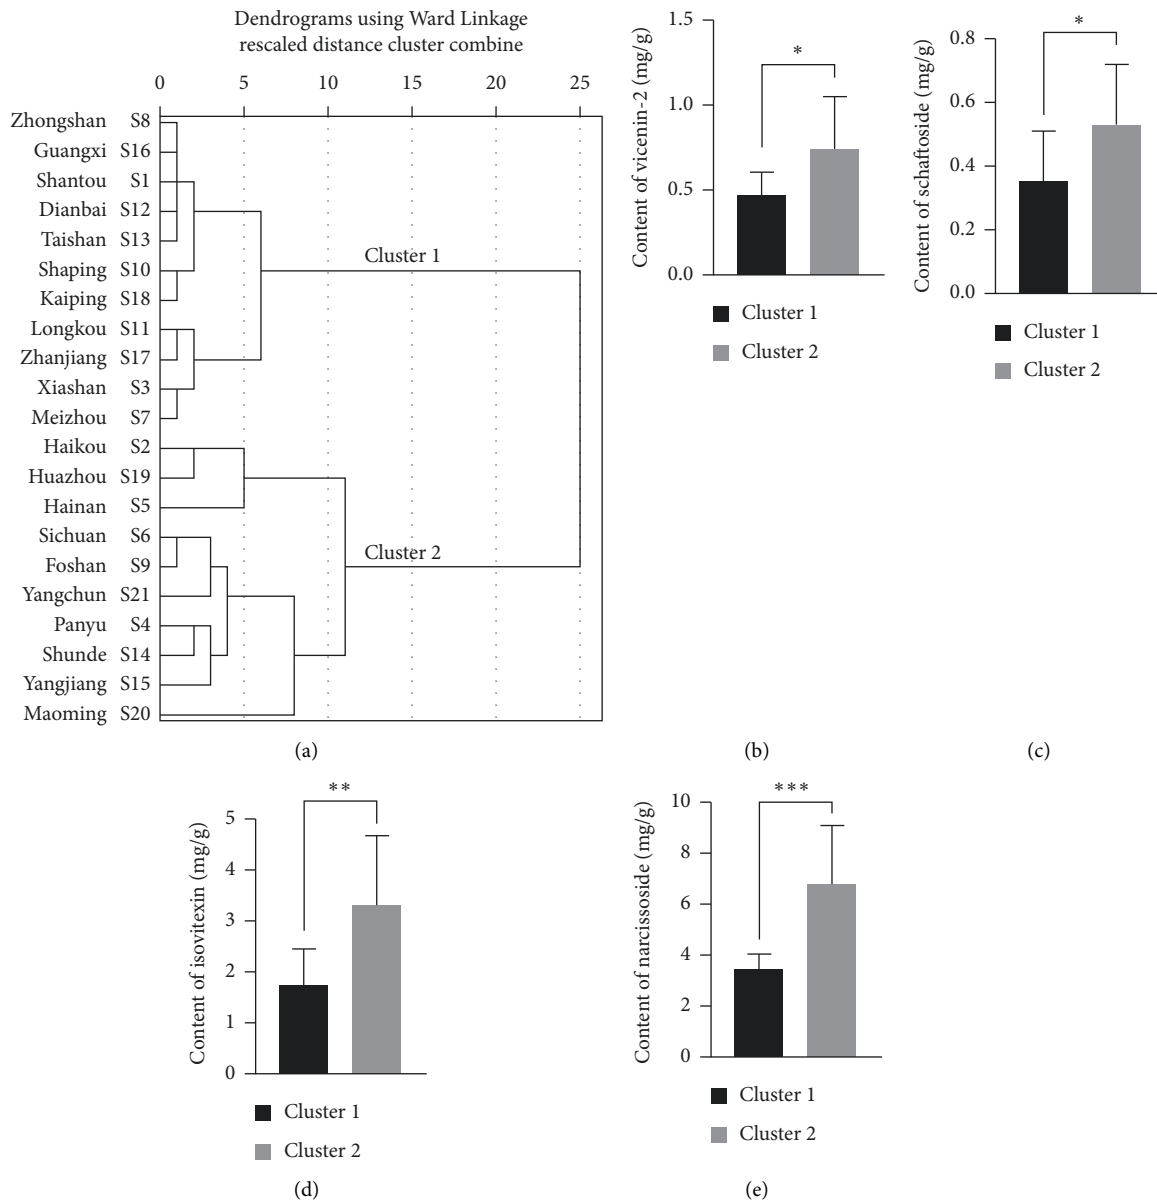 Dendrograms using Ward Linkage
rescaled distance cluster combine
0 5 10 15 20 25
Zhongshan S8
Guangxi S16
Shantou S1
Dianbai S12
Taishan S13
Shaping S10
Kaiping S18
Longkou S11
Zhanjiang S17
Xiashan S3
Meizhou S7
Haikou S2
Huazhou S19
Hainan S5
Sichuan S6
Foshan S9
Yangchun S21
Panyu S4
Shunde S14
Yangjiang S15
Maoming S20
Cluster 1
Cluster 2
(a)
Content of vicenin-2 (mg/g)
1.5
1.0
0.5
0.0
*
Cluster 1
Cluster 2
(b)
Content of schaftoside (mg/g)
0.8
0.6
0.4
0.2
0.0
*
Cluster 1
Cluster 2
(c)
Content of isovitexin (mg/g)
5
4
3
2
1
0
**
Cluster 1
Cluster 2
(d)
Content of narcissoside (mg/g)
10
8
6
4
2
0
***
Cluster 1
Cluster 2
(e)